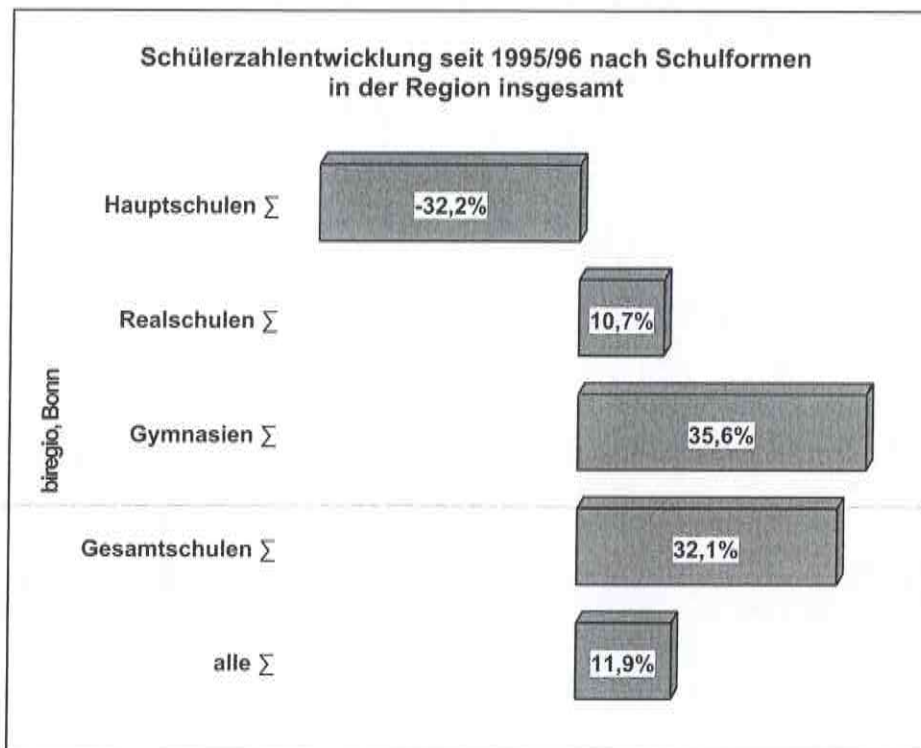 Schülerzahlentwicklung seit 1995/96 nach Schulformen
in der Region insgesamt
Hauptschulen ∑
-32,2%
Realschulen ∑
10,7%
Gymnasien ∑
35,6%
Gesamtschulen ∑
32,1%
alle ∑
11,9%
biregio, Bonn